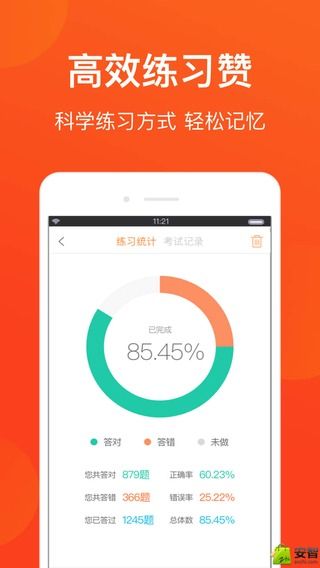 高效练习赞
科学练习方式 轻松记忆
11:21
练习统计 考试记录
已完成
85.45%
答对 答错 未做
您共答对 879题 正确率 60.23%
您共答错 366题 错误率 25.22%
您已答过 1245题 总体数 85.45%
安智
anzhi.com